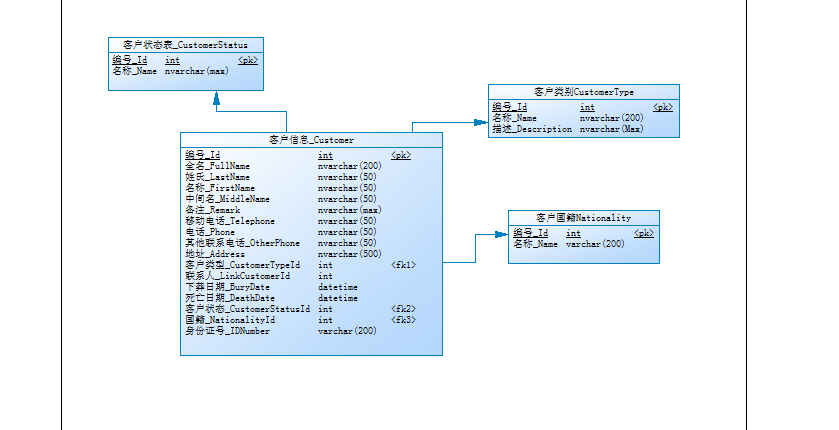 客户状态表_CustomerStatus
编号_Id int <pk>
名称_Name nvarchar(max)
客户类别CustomerType
编号_Id int <pk>
名称_Name nvarchar(200)
描述_Description nvarchar(Max)
客户信息_Customer
编号_Id int <pk>
全名_FullName nvarchar(200)
姓氏_LastName nvarchar(50)
名称_FirstName nvarchar(50)
中间名_MiddleName nvarchar(50)
备注_Remark nvarchar(max)
移动电话_Telephone nvarchar(50)
电话_Phone nvarchar(50)
其他联系电话_OtherPhone nvarchar(50)
地址_Address nvarchar(500)
客户类型_CustomerTypeId int <fk1>
联系人_LinkCustomerId int
下葬日期_BuryDate datetime
死亡日期_DeathDate datetime
客户状态_CustomerStatusId int <fk2>
国籍_NationalityId int <fk3>
身份证号_IDNumber varchar(200)
客户国籍Nationality
编号_Id int <pk>
名称_Name varchar(200)